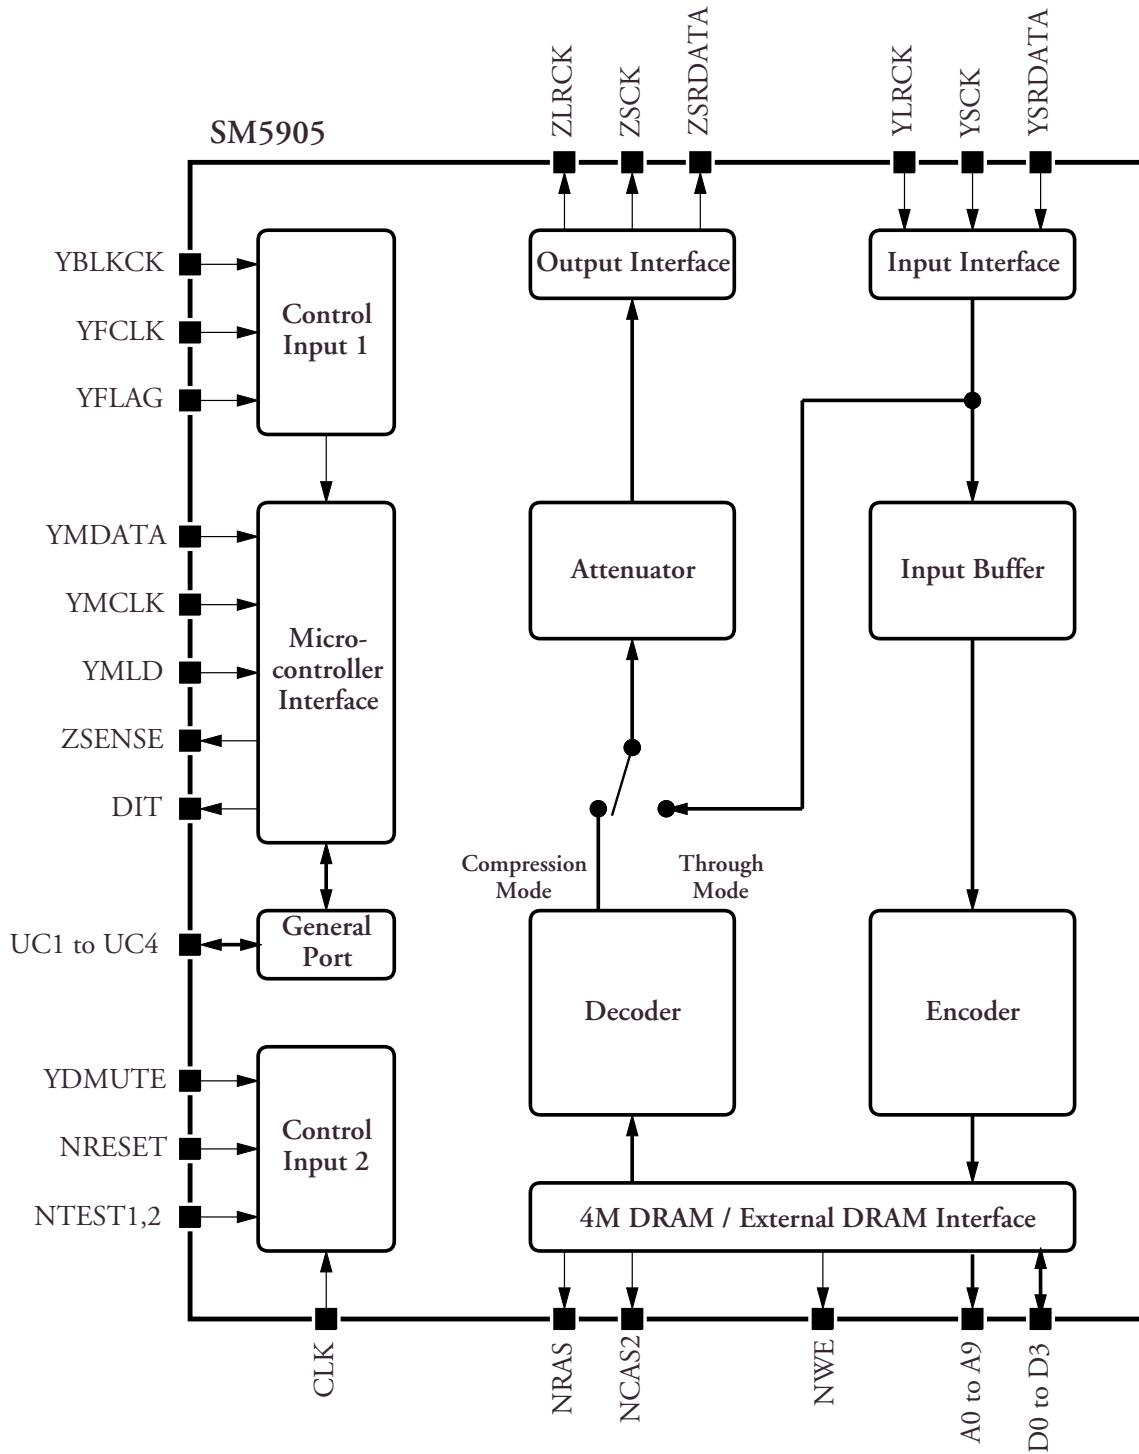 ZLRCK
ZSCK
ZSRDATA
YLRCK
YSCK
YSRDATA
SM5905
YBLKCK
YFCLK
YFLAG
Control
Input 1
Output Interface
Input Interface
YMDATA
YMCLK
YMLD
ZSENSE
DIT
Micro-
controller
Interface
Attenuator
Input Buffer
Compression
Mode
Through
Mode
UC1 to UC4
General
Port
Decoder
Encoder
YDMUTE
NRESET
NTEST1,2
Control
Input 2
4M DRAM / External DRAM Interface
CLK
NRAS
NCAS2
NWE
A0 to A9
D0 to D3